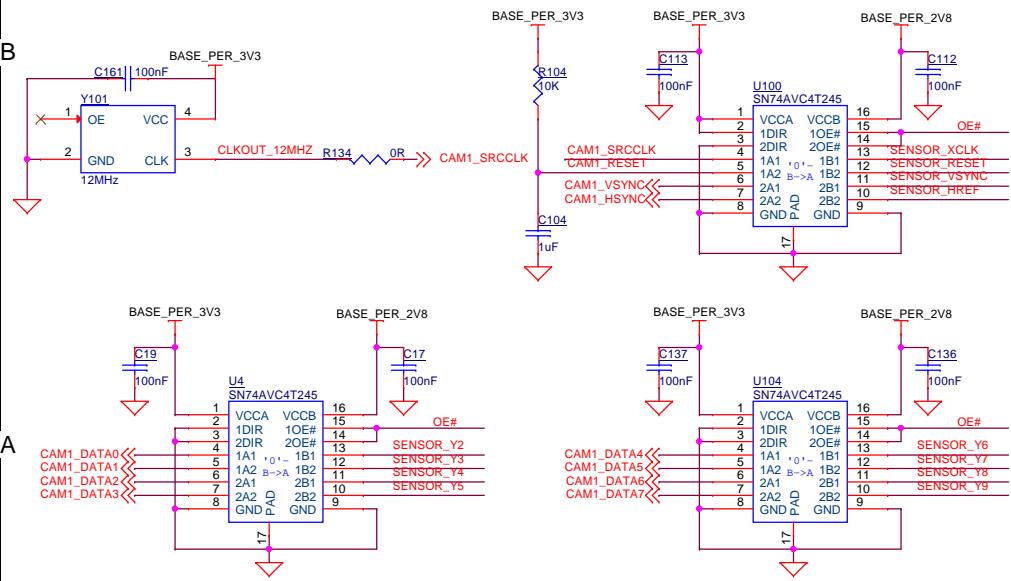 B
BASE_PER_3V3
C161 100nF
Y101
1 OE VCC 4
2 GND CLK 3
12MHz
CLKOUT_12MHZ R134 0R CAM1_SRCCLK
BASE_PER_3V3
R104
10K
C104
1uF
BASE_PER_3V3 BASE_PER_2V8
C113
100nF
C112
100nF
U100
SN74AVC4T245
1 VCCA VCCB 16
2 1DIR 1OE# 15 OE#
3 2DIR 2OE# 14
CAM1_SRCCLK 4 1A1 '0'- 1B1 13 SENSOR_XCLK
CAM1_RESET 5 1A2 B->A 1B2 12 SENSOR_RESET
CAM1_VSYNC 6 2A1 2B1 11 SENSOR_VSYNC
CAM1_HSYNC 7 2A2 2B2 10 SENSOR_HREF
8 GND PAD GND 9
17
A
BASE_PER_3V3 BASE_PER_2V8
C19
100nF
C17
100nF
U4
SN74AVC4T245
1 VCCA VCCB 16
2 1DIR 1OE# 15 OE#
3 2DIR 2OE# 14
CAM1_DATA0 4 1A1 '0'- 1B1 13 SENSOR_Y2
CAM1_DATA1 5 1A2 B->A 1B2 12 SENSOR_Y3
CAM1_DATA2 6 2A1 2B1 11 SENSOR_Y4
CAM1_DATA3 7 2A2 2B2 10 SENSOR_Y5
8 GND PAD GND 9
17
BASE_PER_3V3 BASE_PER_2V8
C137
100nF
C136
100nF
U104
SN74AVC4T245
1 VCCA VCCB 16
2 1DIR 1OE# 15 OE#
3 2DIR 2OE# 14
CAM1_DATA4 4 1A1 '0'- 1B1 13 SENSOR_Y6
CAM1_DATA5 5 1A2 B->A 1B2 12 SENSOR_Y7
CAM1_DATA6 6 2A1 2B1 11 SENSOR_Y8
CAM1_DATA7 7 2A2 2B2 10 SENSOR_Y9
8 GND PAD GND 9
17